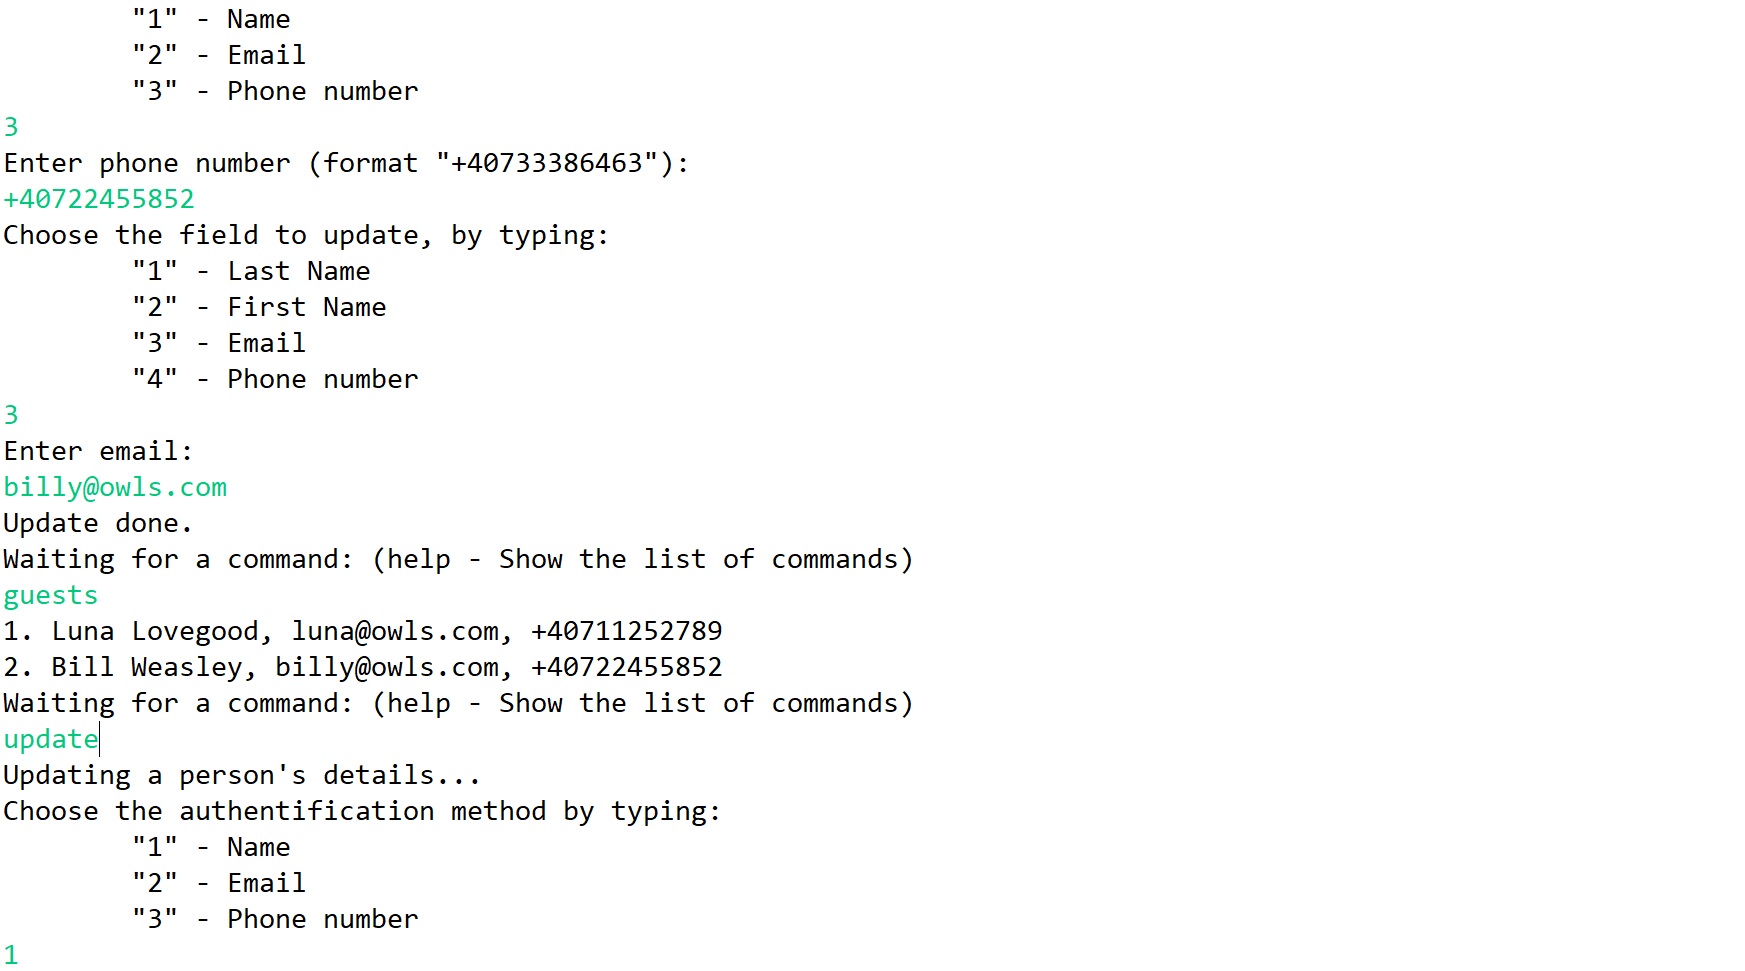 "1" - Name
"2" - Email
"3" - Phone number
3
Enter phone number (format "+40733386463"):
+40722455852
Choose the field to update, by typing:
"1" - Last Name
"2" - First Name
"3" - Email
"4" - Phone number
3
Enter email:
billy@owls.com
Update done.
Waiting for a command: (help - Show the list of commands)
guests
1. Luna Lovegood, luna@owls.com, +40711252789
2. Bill Weasley, billy@owls.com, +40722455852
Waiting for a command: (help - Show the list of commands)
update
Updating a person's details...
Choose the authentification method by typing:
"1" - Name
"2" - Email
"3" - Phone number
1